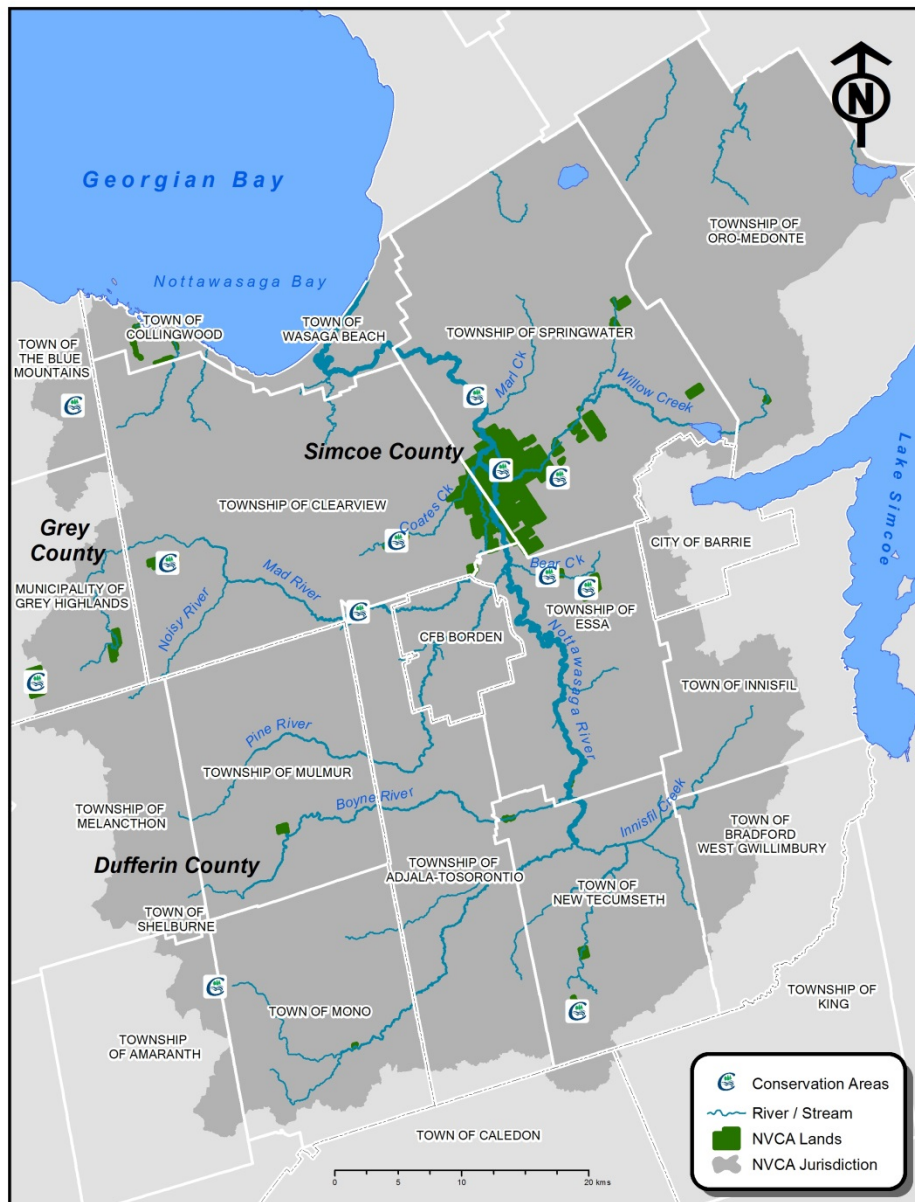 N
Georgian Bay
Nottawasaga Bay
TOWNSHIP OF
ORO-MEDONTE
TOWN OF
COLLINGWOOD
TOWN OF
WASAGA BEACH
TOWNSHIP OF SPRINGWATER
TOWN OF
THE BLUE
MOUNTAINS
Marl Ck
Willow Creek
Simcoe County
Lake Simcoe
TOWNSHIP OF CLEARVIEW
Coates Ck
Grey
County
CITY OF BARRIE
Bear Ck
MUNICIPALITY OF
GREY HIGHLANDS
Mad River
Noisy River
TOWNSHIP OF
ESSA
CFB BORDEN
Nottawasaga River
TOWN OF INNISFIL
Pine River
TOWNSHIP OF MULMUR
Boyne River
TOWNSHIP OF
MELANCTHON
Innisfil Creek
TOWN OF
BRADFORD
WEST GWILLIMBURY
Dufferin County
TOWNSHIP OF
ADJALA-TOSORONTIO
TOWN OF
NEW TECUMSETH
TOWN OF
SHELBURNE
TOWNSHIP OF
KING
TOWN OF MONO
TOWNSHIP
OF AMARANTH
TOWN OF CALEDON
0 5 10 20 kms
C Conservation Areas
River / Stream
NVCA Lands
NVCA Jurisdiction